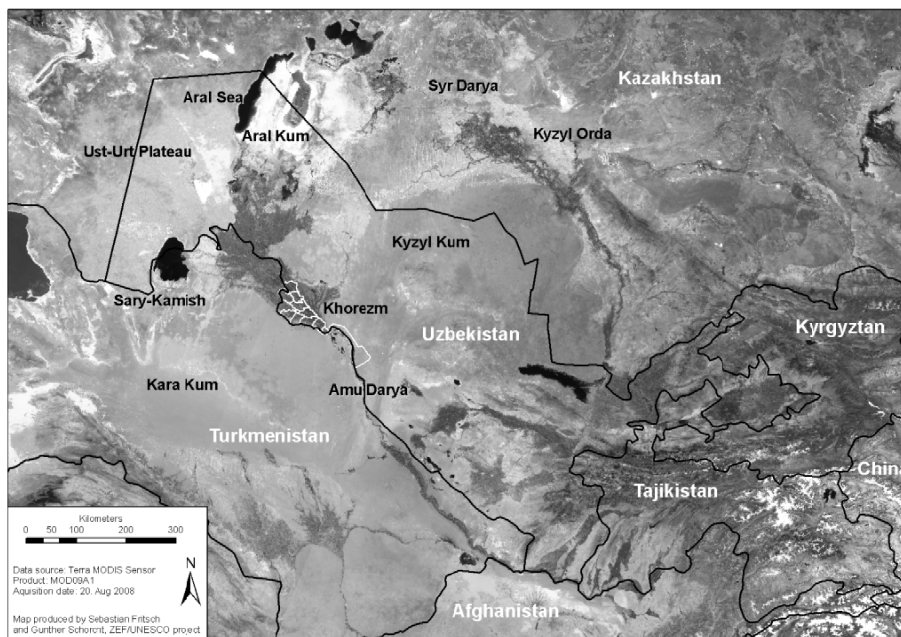 Kazakhstan
Syr Darya
Aral Sea
Aral Kum
Kyzyl Orda
Ust-Urt Plateau
Kyzyl Kum
Sary-Kamish
Khorezm
Uzbekistan
Kyrgyztan
Kara Kum
Amu Darya
Turkmenistan
China
Tajikistan
Afghanistan
Kilometers
0 50 100 200 300
N
Data source: Terra MODIS Sensor
Product: MOD09A1
Aquisition date: 20. Aug 2008
Map produced by Sebastian Fritsch
and Gunther Schorcht, ZEF/UNESCO project